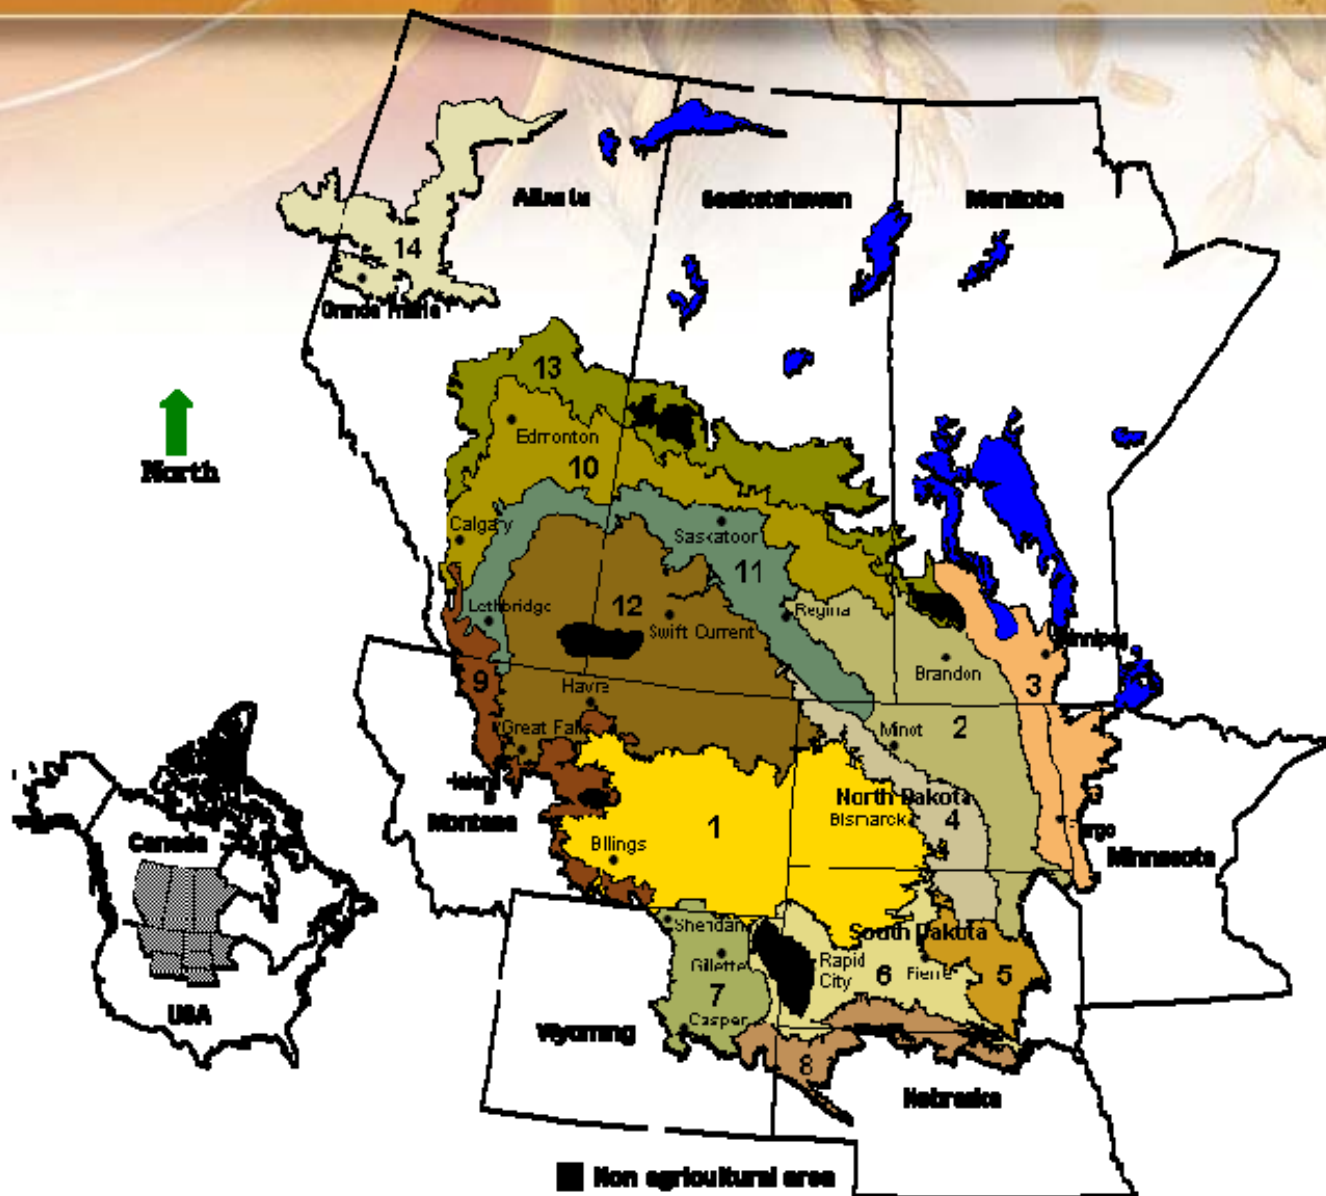 Alberta
Saskatchewan
Manitoba
14
Grande Prairie
13
Edmonton
10
North
Calgary
Saskatoon
11
Lethbridge
12
Swift Current
Regina
Winnipeg
Brandon
3
9
Havre
2
Great Falls
Minot
Montana
1
North Dakota
Bismarck
4
Fargo
Minnesota
Billings
Canada
Sheridan
South Dakota
Gillette
Rapid
City
6
Pierre
5
7
USA
Casper
Wyoming
8
Nebraska
Non agricultural area